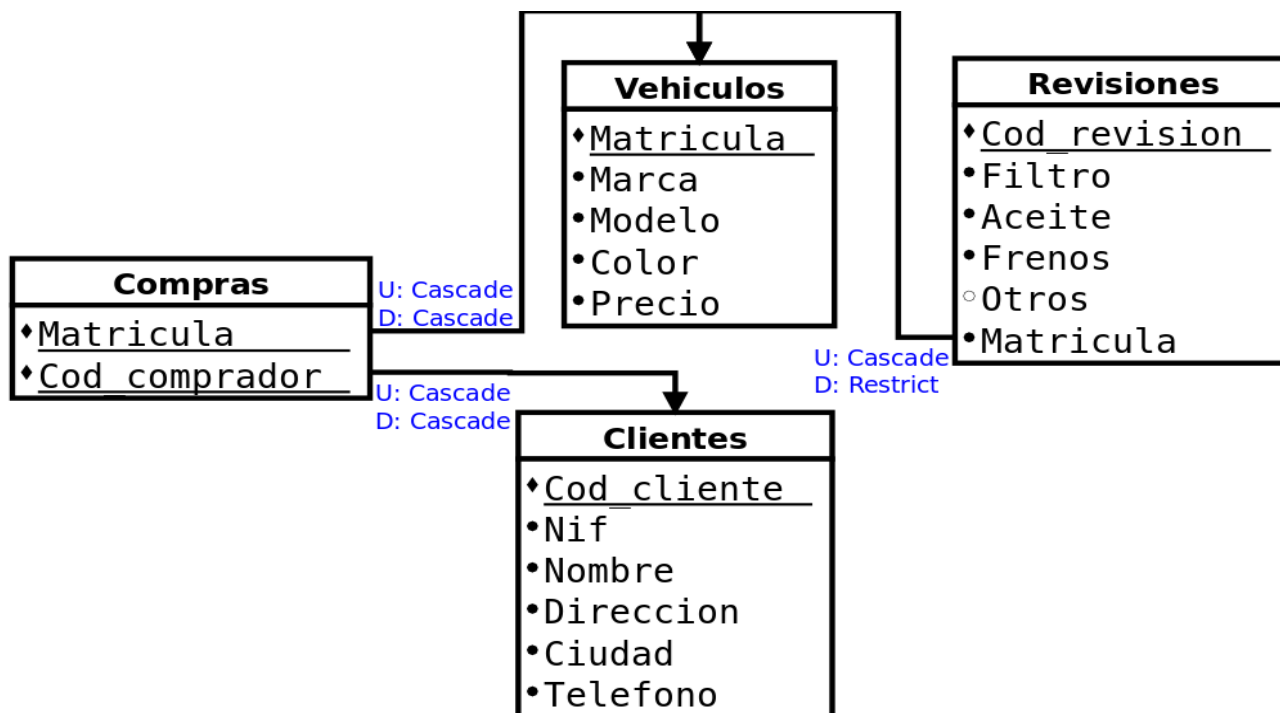 Vehiculos
Matricula
Marca
Modelo
Color
Precio
Revisiones
Cod_revision
Filtro
Aceite
Frenos
Otros
Matricula
Compras
Matricula
Cod_comprador
U: Cascade
D: Cascade
U: Cascade
D: Cascade
U: Cascade
D: Restrict
Clientes
Cod_cliente
Nif
Nombre
Direccion
Ciudad
Telefono